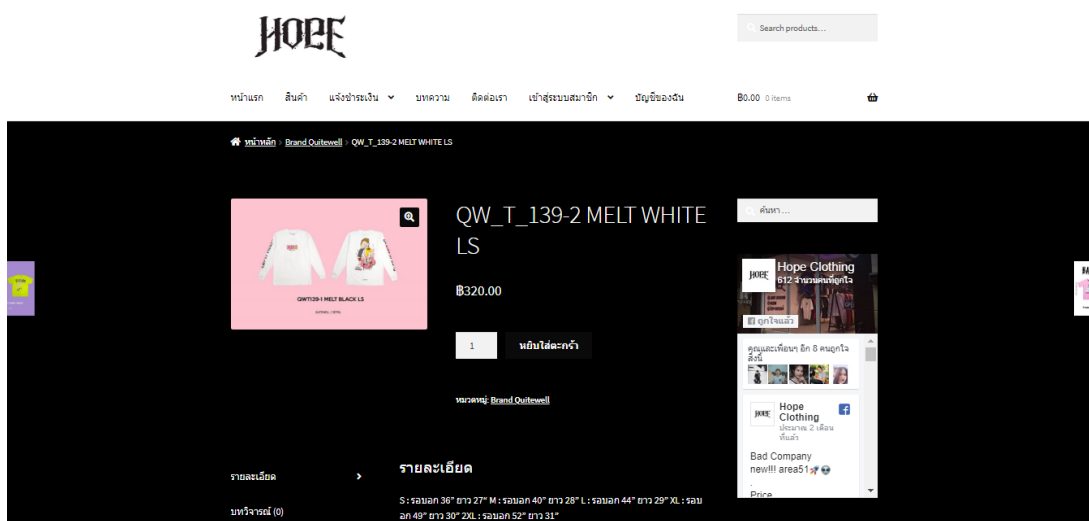 HOPE
Search products...
หน้าแรก สินค้า แจ้งชำระเงิน บทความ ติดต่อเรา เข้าสู่ระบบสมาชิก บัญชีของฉัน ฿0.00 0 items
หน้าหลัก › Brand Quitewell › QW_T_139-2 MELT WHITE LS
QW_T_139-2 MELT WHITE
LS
฿320.00
1 หยิบใส่ตะกร้า
หมวดหมู่: Brand Quitewell
QWT139-1 MELT BLACK LS
ค้นหา ...
HOPE
Hope Clothing
612 จำนวนคนที่ถูกใจ
ถูกใจแล้ว
คุณและเพื่อนๆ อีก 8 คนถูกใจ
สิ่งนี้
HOPE
Hope
Clothing
ประมาณ 2 เดือน
ที่แล้ว
Bad Company
new!!! area51🚀👽
.
Price
รายละเอียด
บทวิจารณ์ (0)
รายละเอียด
S : รอบอก 36” ยาว 27” M : รอบอก 40” ยาว 28” L : รอบอก 44” ยาว 29” XL : รอบ
อก 49” ยาว 30” 2XL : รอบอก 52” ยาว 31”